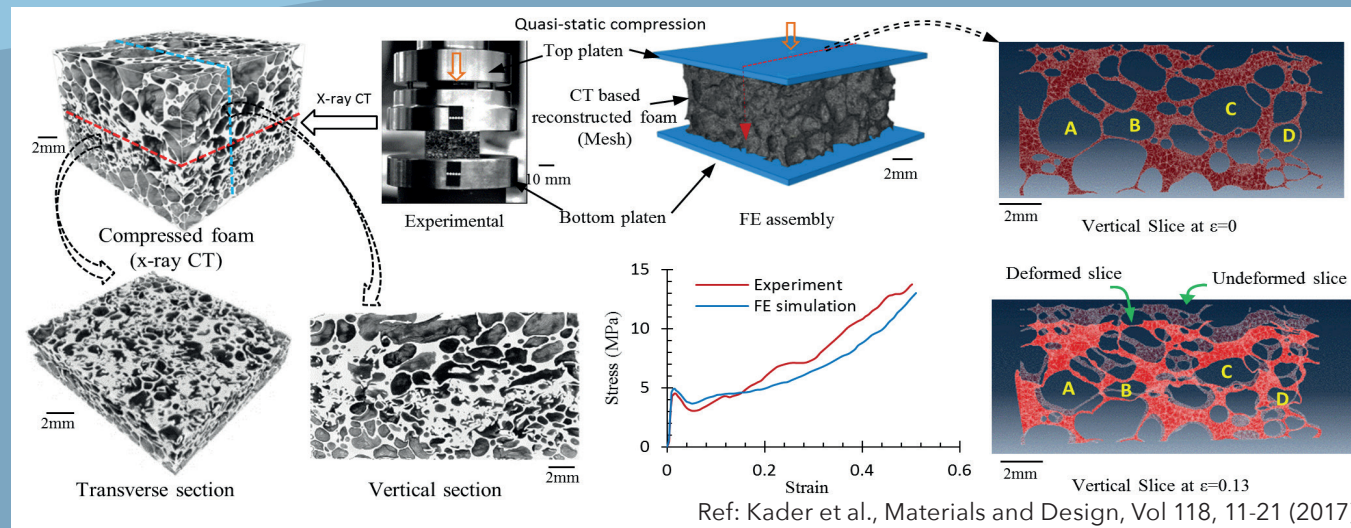 Quasi-static compression
Top platen
X-ray CT
CT based
reconstructed foam
(Mesh)
2mm
10 mm
2mm
Experimental
Bottom platen
FE assembly
A
B
C
D
2mm
Vertical Slice at ε=0
Compressed foam
(x-ray CT)
2mm
Transverse section
2mm
Vertical section
15
10
5
0
Stress (MPa)
Experiment
FE simulation
0
0.2
0.4
0.6
Strain
Deformed slice
Undeformed slice
A
B
C
D
2mm
Vertical Slice at ε=0.13
Ref: Kader et al., Materials and Design, Vol 118, 11-21 (2017